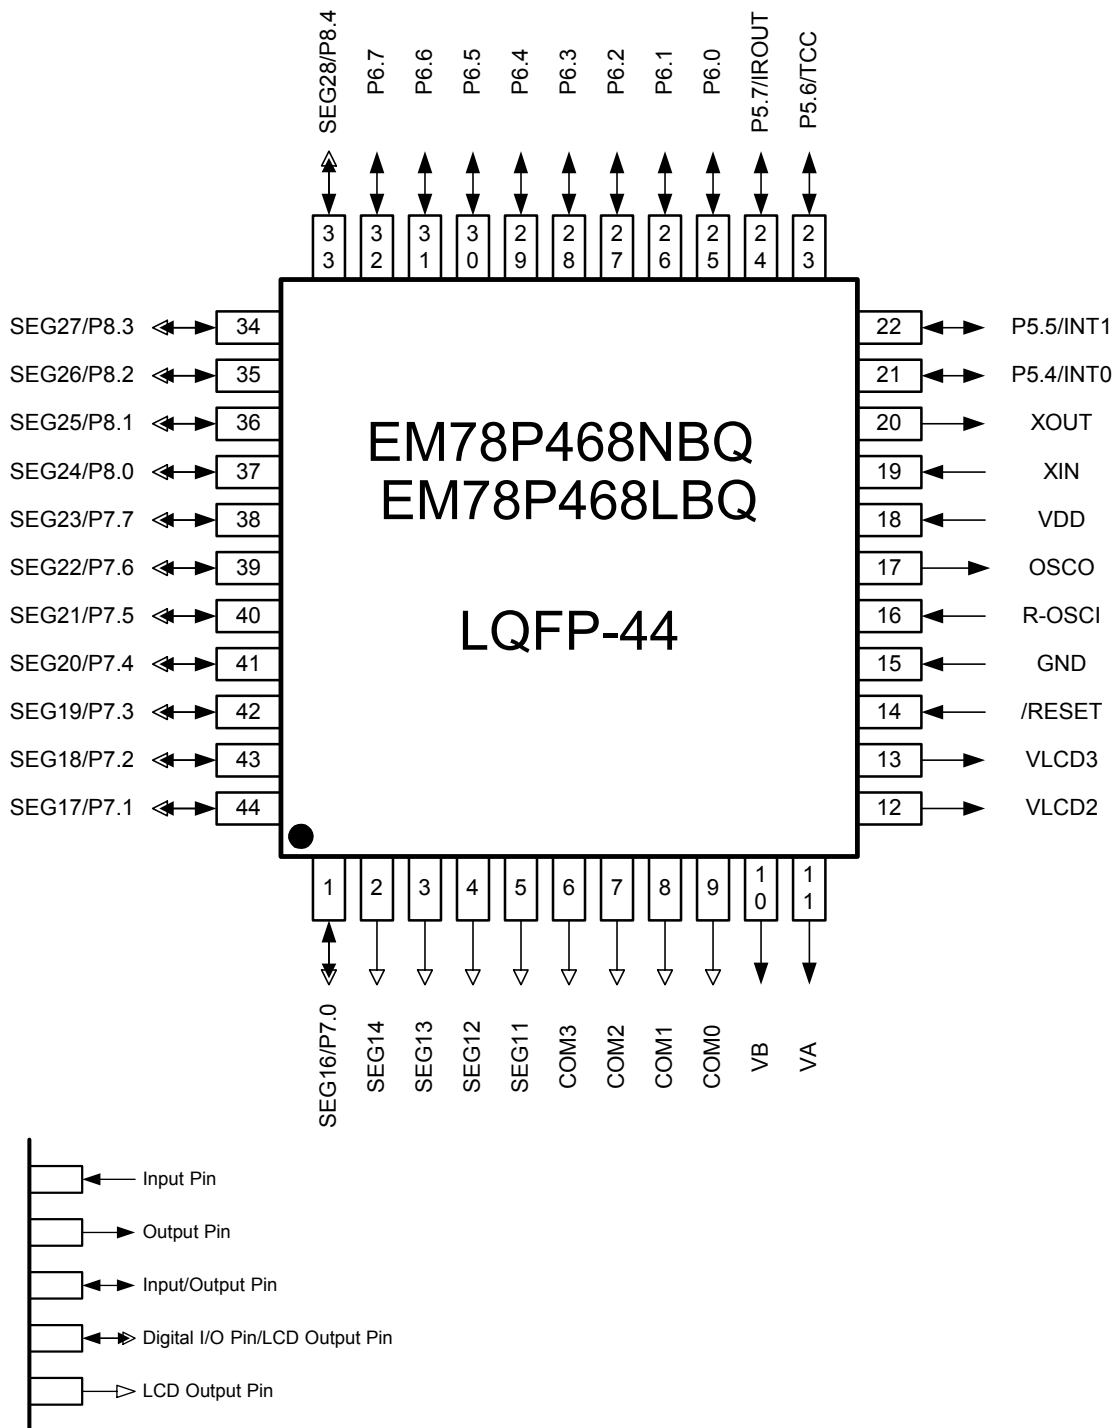 SEG28/P8.4
P6.7
P6.6
P6.5
P6.4
P6.3
P6.2
P6.1
P6.0
P5.7/IROUT
P5.6/TCC
33
32
31
30
29
28
27
26
25
24
23
SEG27/P8.3 34
22 P5.5/INT1
SEG26/P8.2 35
21 P5.4/INT0
SEG25/P8.1 36
20 XOUT
SEG24/P8.0 37
19 XIN
SEG23/P7.7 38
18 VDD
SEG22/P7.6 39
17 OSCO
SEG21/P7.5 40
16 R-OSCI
SEG20/P7.4 41
15 GND
SEG19/P7.3 42
14 /RESET
SEG18/P7.2 43
13 VLCD3
SEG17/P7.1 44
12 VLCD2
EM78P468NBQ
EM78P468LBQ
LQFP-44
1
2
3
4
5
6
7
8
9
10
11
SEG16/P7.0
SEG14
SEG13
SEG12
SEG11
COM3
COM2
COM1
COM0
VB
VA
Input Pin
Output Pin
Input/Output Pin
Digital I/O Pin/LCD Output Pin
LCD Output Pin